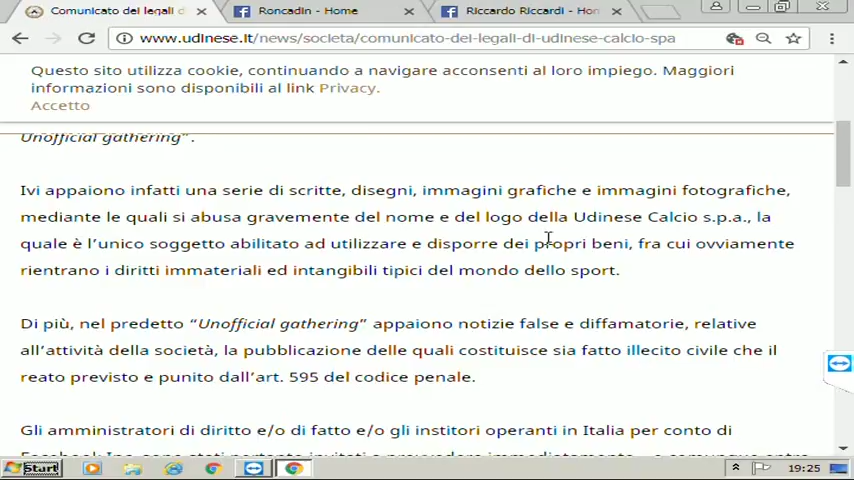 Comunicato dei legali d
Roncadin - Home
Riccardo Riccardi - Hom
www.udinese.it/news/societa/comunicato-dei-legali-di-udinese-calcio-spa
Questo sito utilizza cookie, continuando a navigare acconsenti al loro impiego. Maggiori
informazioni sono disponibili al link Privacy.
Accetto
Unofficial gathering”.
Ivi appaiono infatti una serie di scritte, disegni, immagini grafiche e immagini fotografiche,
mediante le quali si abusa gravemente del nome e del logo della Udinese Calcio s.p.a., la
quale è l’unico soggetto abilitato ad utilizzare e disporre dei propri beni, fra cui ovviamente
rientrano i diritti immateriali ed intangibili tipici del mondo dello sport.
Di più, nel predetto “Unofficial gathering” appaiono notizie false e diffamatorie, relative
all’attività della società, la pubblicazione delle quali costituisce sia fatto illecito civile che il
reato previsto e punito dall’art. 595 del codice penale.
Gli amministratori di diritto e/o di fatto e/o gli institori operanti in Italia per conto di
Start
19:25